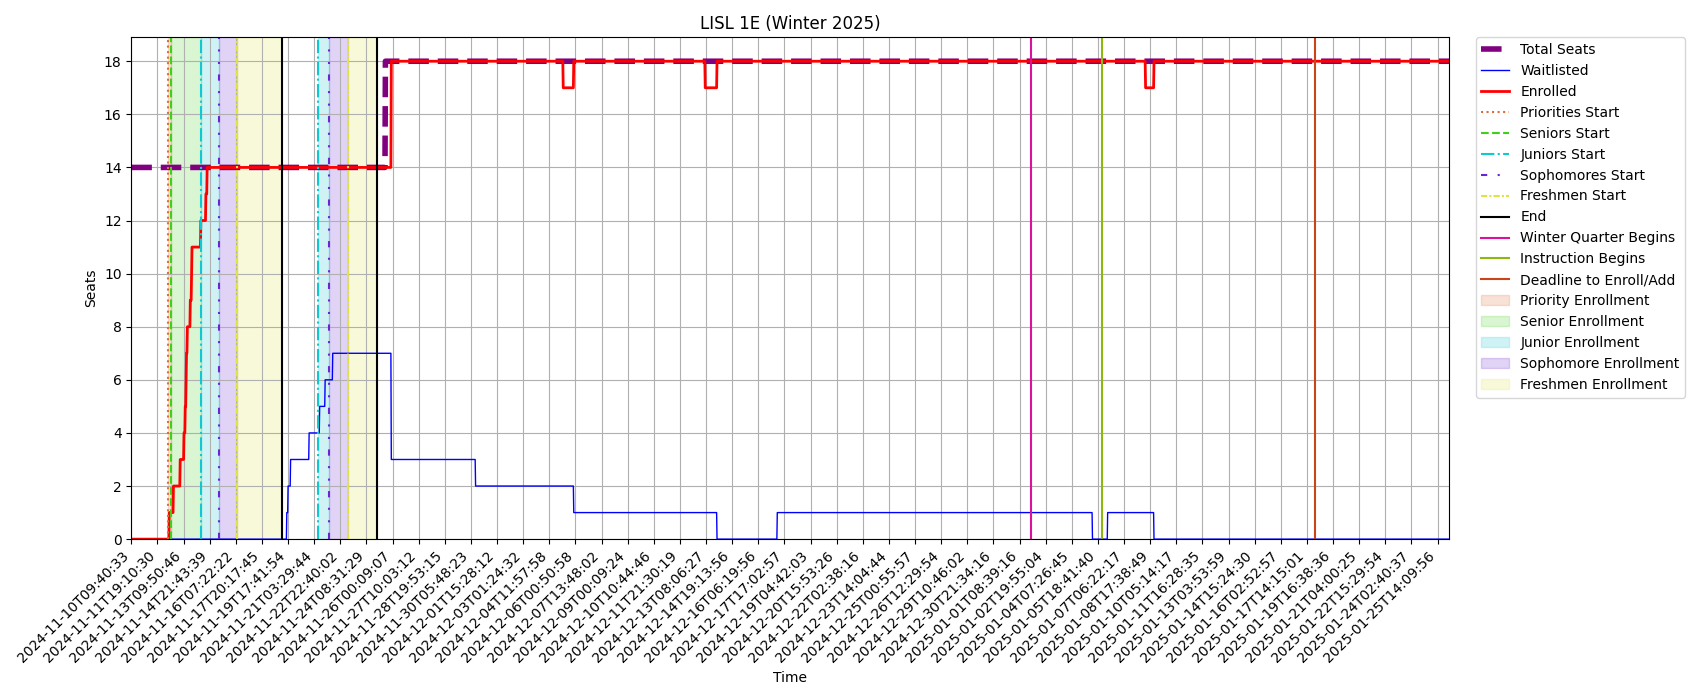 LISL 1E (Winter 2025)
Seats
18
16
14
12
10
8
6
4
2
0
2024-11-10T09:40:33
2024-11-11T19:10:30
2024-11-13T09:50:46
2024-11-14T21:43:39
2024-11-16T07:22:22
2024-11-17T20:17:45
2024-11-19T17:41:54
2024-11-21T03:29:44
2024-11-22T22:40:02
2024-11-24T08:31:29
2024-11-26T00:09:07
2024-11-27T10:03:12
2024-11-28T19:53:15
2024-11-30T05:48:23
2024-12-01T15:28:12
2024-12-03T01:24:32
2024-12-04T11:57:58
2024-12-06T00:50:58
2024-12-07T13:48:02
2024-12-09T00:09:24
2024-12-10T10:44:46
2024-12-11T21:30:19
2024-12-13T08:06:27
2024-12-14T19:13:56
2024-12-16T06:19:56
2024-12-17T17:02:57
2024-12-19T04:42:03
2024-12-20T15:53:26
2024-12-22T02:38:16
2024-12-23T14:04:44
2024-12-25T00:55:57
2024-12-26T12:29:54
2024-12-29T10:46:02
2024-12-30T21:34:16
2025-01-01T08:39:16
2025-01-02T19:55:04
2025-01-04T07:26:45
2025-01-05T18:41:40
2025-01-07T06:22:17
2025-01-08T17:38:49
2025-01-10T05:14:17
2025-01-11T16:28:35
2025-01-13T03:53:59
2025-01-14T15:24:30
2025-01-16T02:52:57
2025-01-17T14:15:01
2025-01-19T16:38:36
2025-01-21T04:00:25
2025-01-22T15:29:54
2025-01-24T02:40:37
2025-01-25T14:09:56
Time
Total Seats
Waitlisted
Enrolled
Priorities Start
Seniors Start
Juniors Start
Sophomores Start
Freshmen Start
End
Winter Quarter Begins
Instruction Begins
Deadline to Enroll/Add
Priority Enrollment
Senior Enrollment
Junior Enrollment
Sophomore Enrollment
Freshmen Enrollment